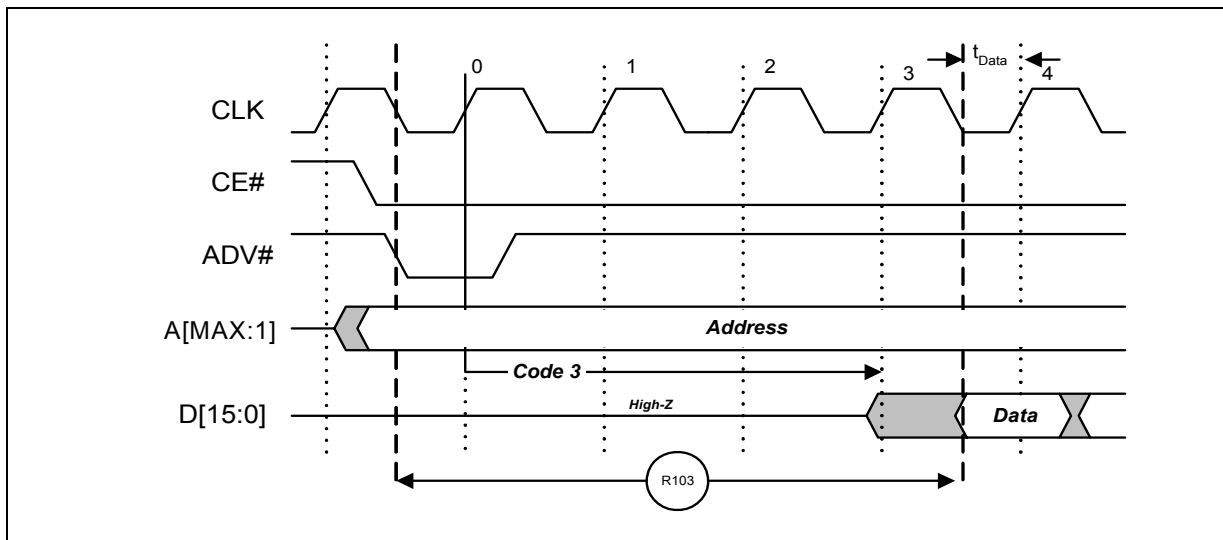 0 1 2 3 t_Data 4
CLK
CE#
ADV#
A[MAX:1] Address
Code 3
D[15:0] High-Z Data
R103